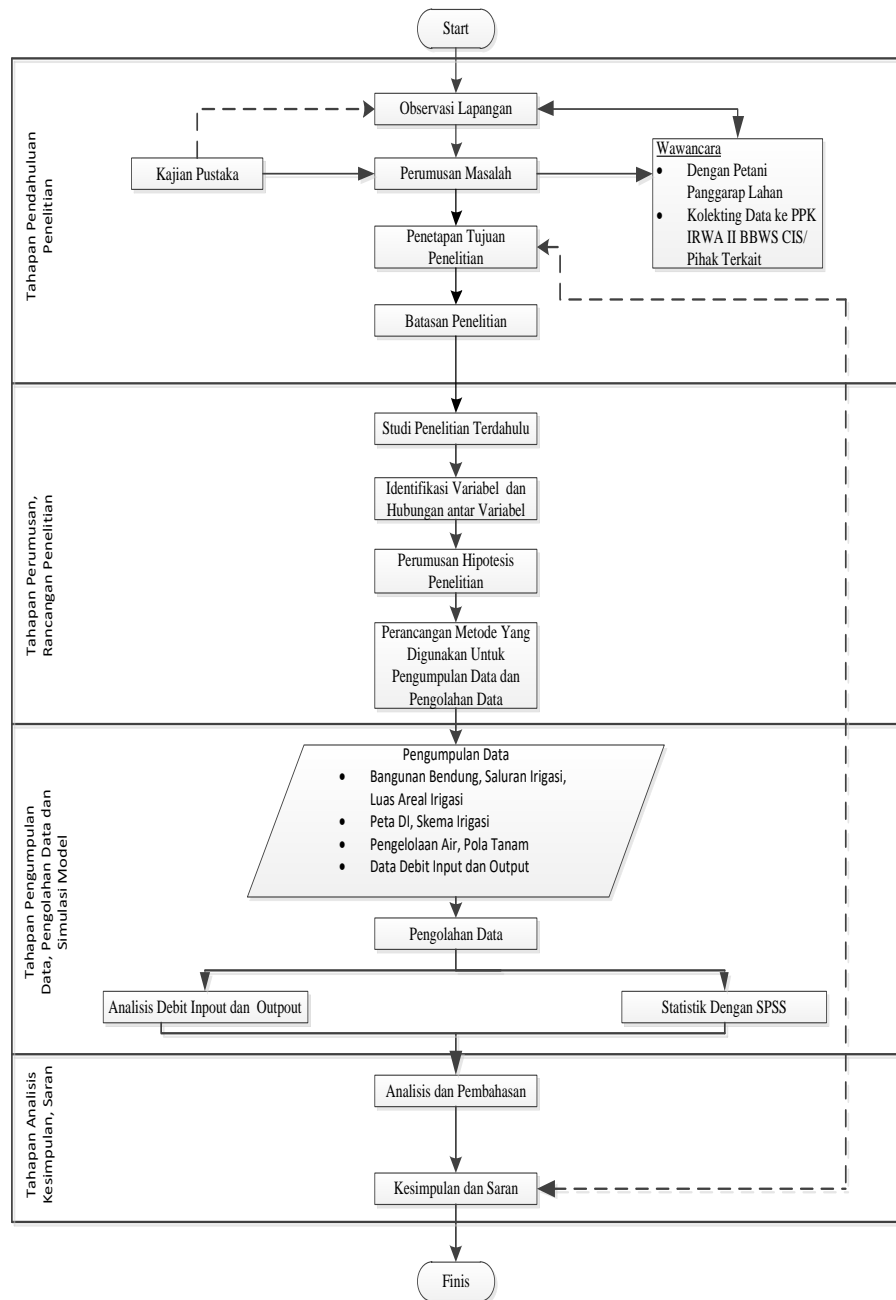 Start
Tahapan Pendahuluan
Penelitian
Observasi Lapangan
Kajian Pustaka
Perumusan Masalah
Wawancara
• Dengan Petani
Panggarap Lahan
• Kolekting Data ke PPK
IRWA II BBWS CIS/
Pihak Terkait
Penetapan Tujuan
Penelitian
Batasan Penelitian
Tahapan Perumusan,
Rancangan Penelitian
Studi Penelitian Terdahulu
Identifikasi Variabel dan
Hubungan antar Variabel
Perumusan Hipotesis
Penelitian
Perancangan Metode Yang
Digunakan Untuk
Pengumpulan Data dan
Pengolahan Data
Tahapan Pengumpulan
Data, Pengolahan Data dan
Simulasi Model
Pengumpulan Data
• Bangunan Bendung, Saluran Irigasi,
Luas Areal Irigasi
• Peta DI, Skema Irigasi
• Pengelolaan Air, Pola Tanam
• Data Debit Input dan Output
Pengolahan Data
Analisis Debit Inpout dan Outpout
Statistik Dengan SPSS
Tahapan Analisis
Kesimpulan, Saran
Analisis dan Pembahasan
Kesimpulan dan Saran
Finis